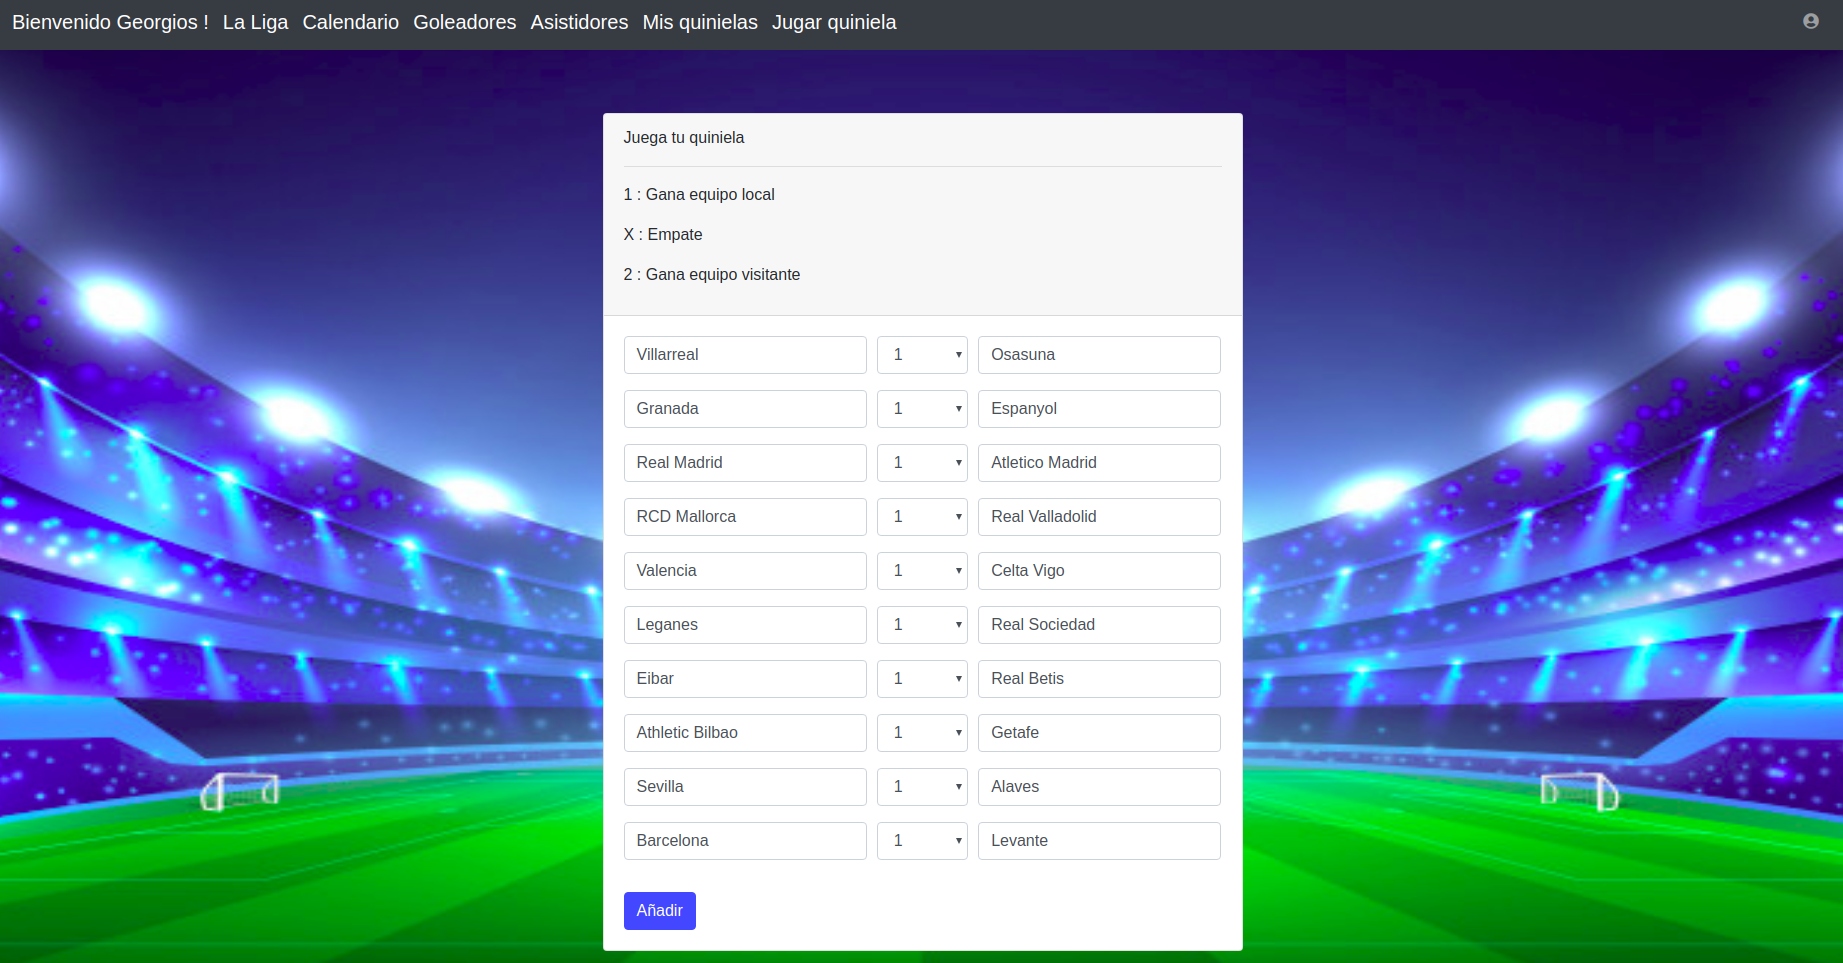 Bienvenido Georgios ! La Liga Calendario Goleadores Asistidores Mis quinielas Jugar quiniela
Juega tu quiniela
1 : Gana equipo local
X : Empate
2 : Gana equipo visitante
Villarreal 1 Osasuna
Granada 1 Espanyol
Real Madrid 1 Atletico Madrid
RCD Mallorca 1 Real Valladolid
Valencia 1 Celta Vigo
Leganes 1 Real Sociedad
Eibar 1 Real Betis
Athletic Bilbao 1 Getafe
Sevilla 1 Alaves
Barcelona 1 Levante
Añadir